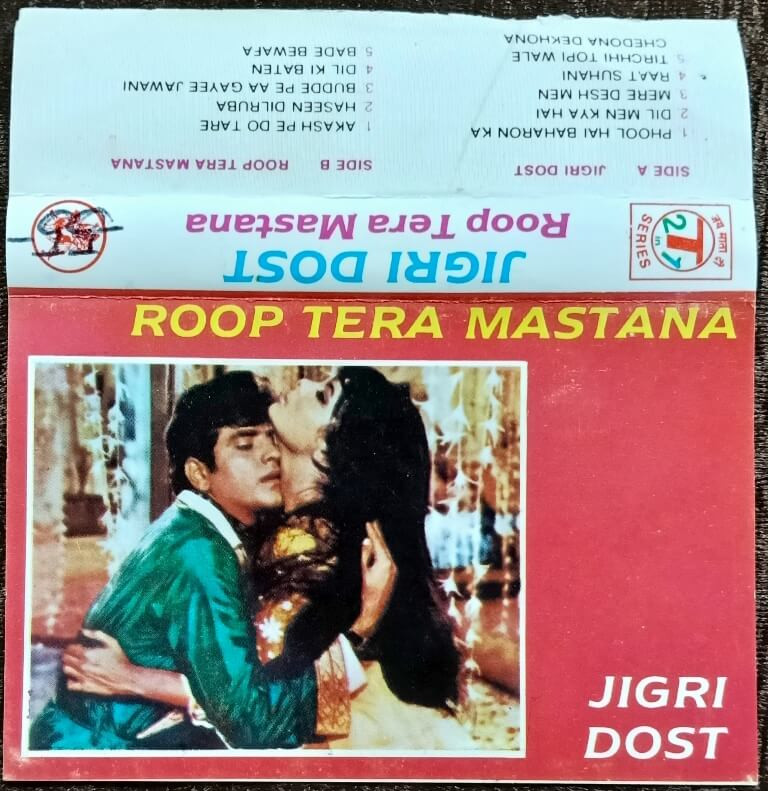 ROOP TERA MASTANA
JIGRI
DOST
2 in 1
T
SERIES
JIGRI DOST
Roop Tera Mastana
SIDE A JIGRI DOST
1 PHOOL HAI BAHARON KA
2. DIL MEN KYA HAI
3 MERE DESH MEN
4 RAAT SUHANI
5 TIRCHHI TOPI WALE
CHEDONA DEKHONA
SIDE B ROOP TERA MASTANA
1 AKASH PE DO TARE
2 HASEEN DILRUBA
3 BUDDE PE AA GAYEE JAWANI
4 DIL KI BATEN
5 BADE BEWAFA